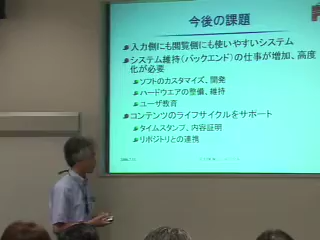 今後の課題
入力側にも閲覧側にも使いやすいシステム
システム維持(バックエンド)の仕事が増加、高度
化が必要
ソフトのカスタマイズ、開発
ハードウエアの整備、維持
ユーザ教育
コンテンツのライフサイクルをサポート
タイムスタンプ、内容証明
リポジトリとの連携